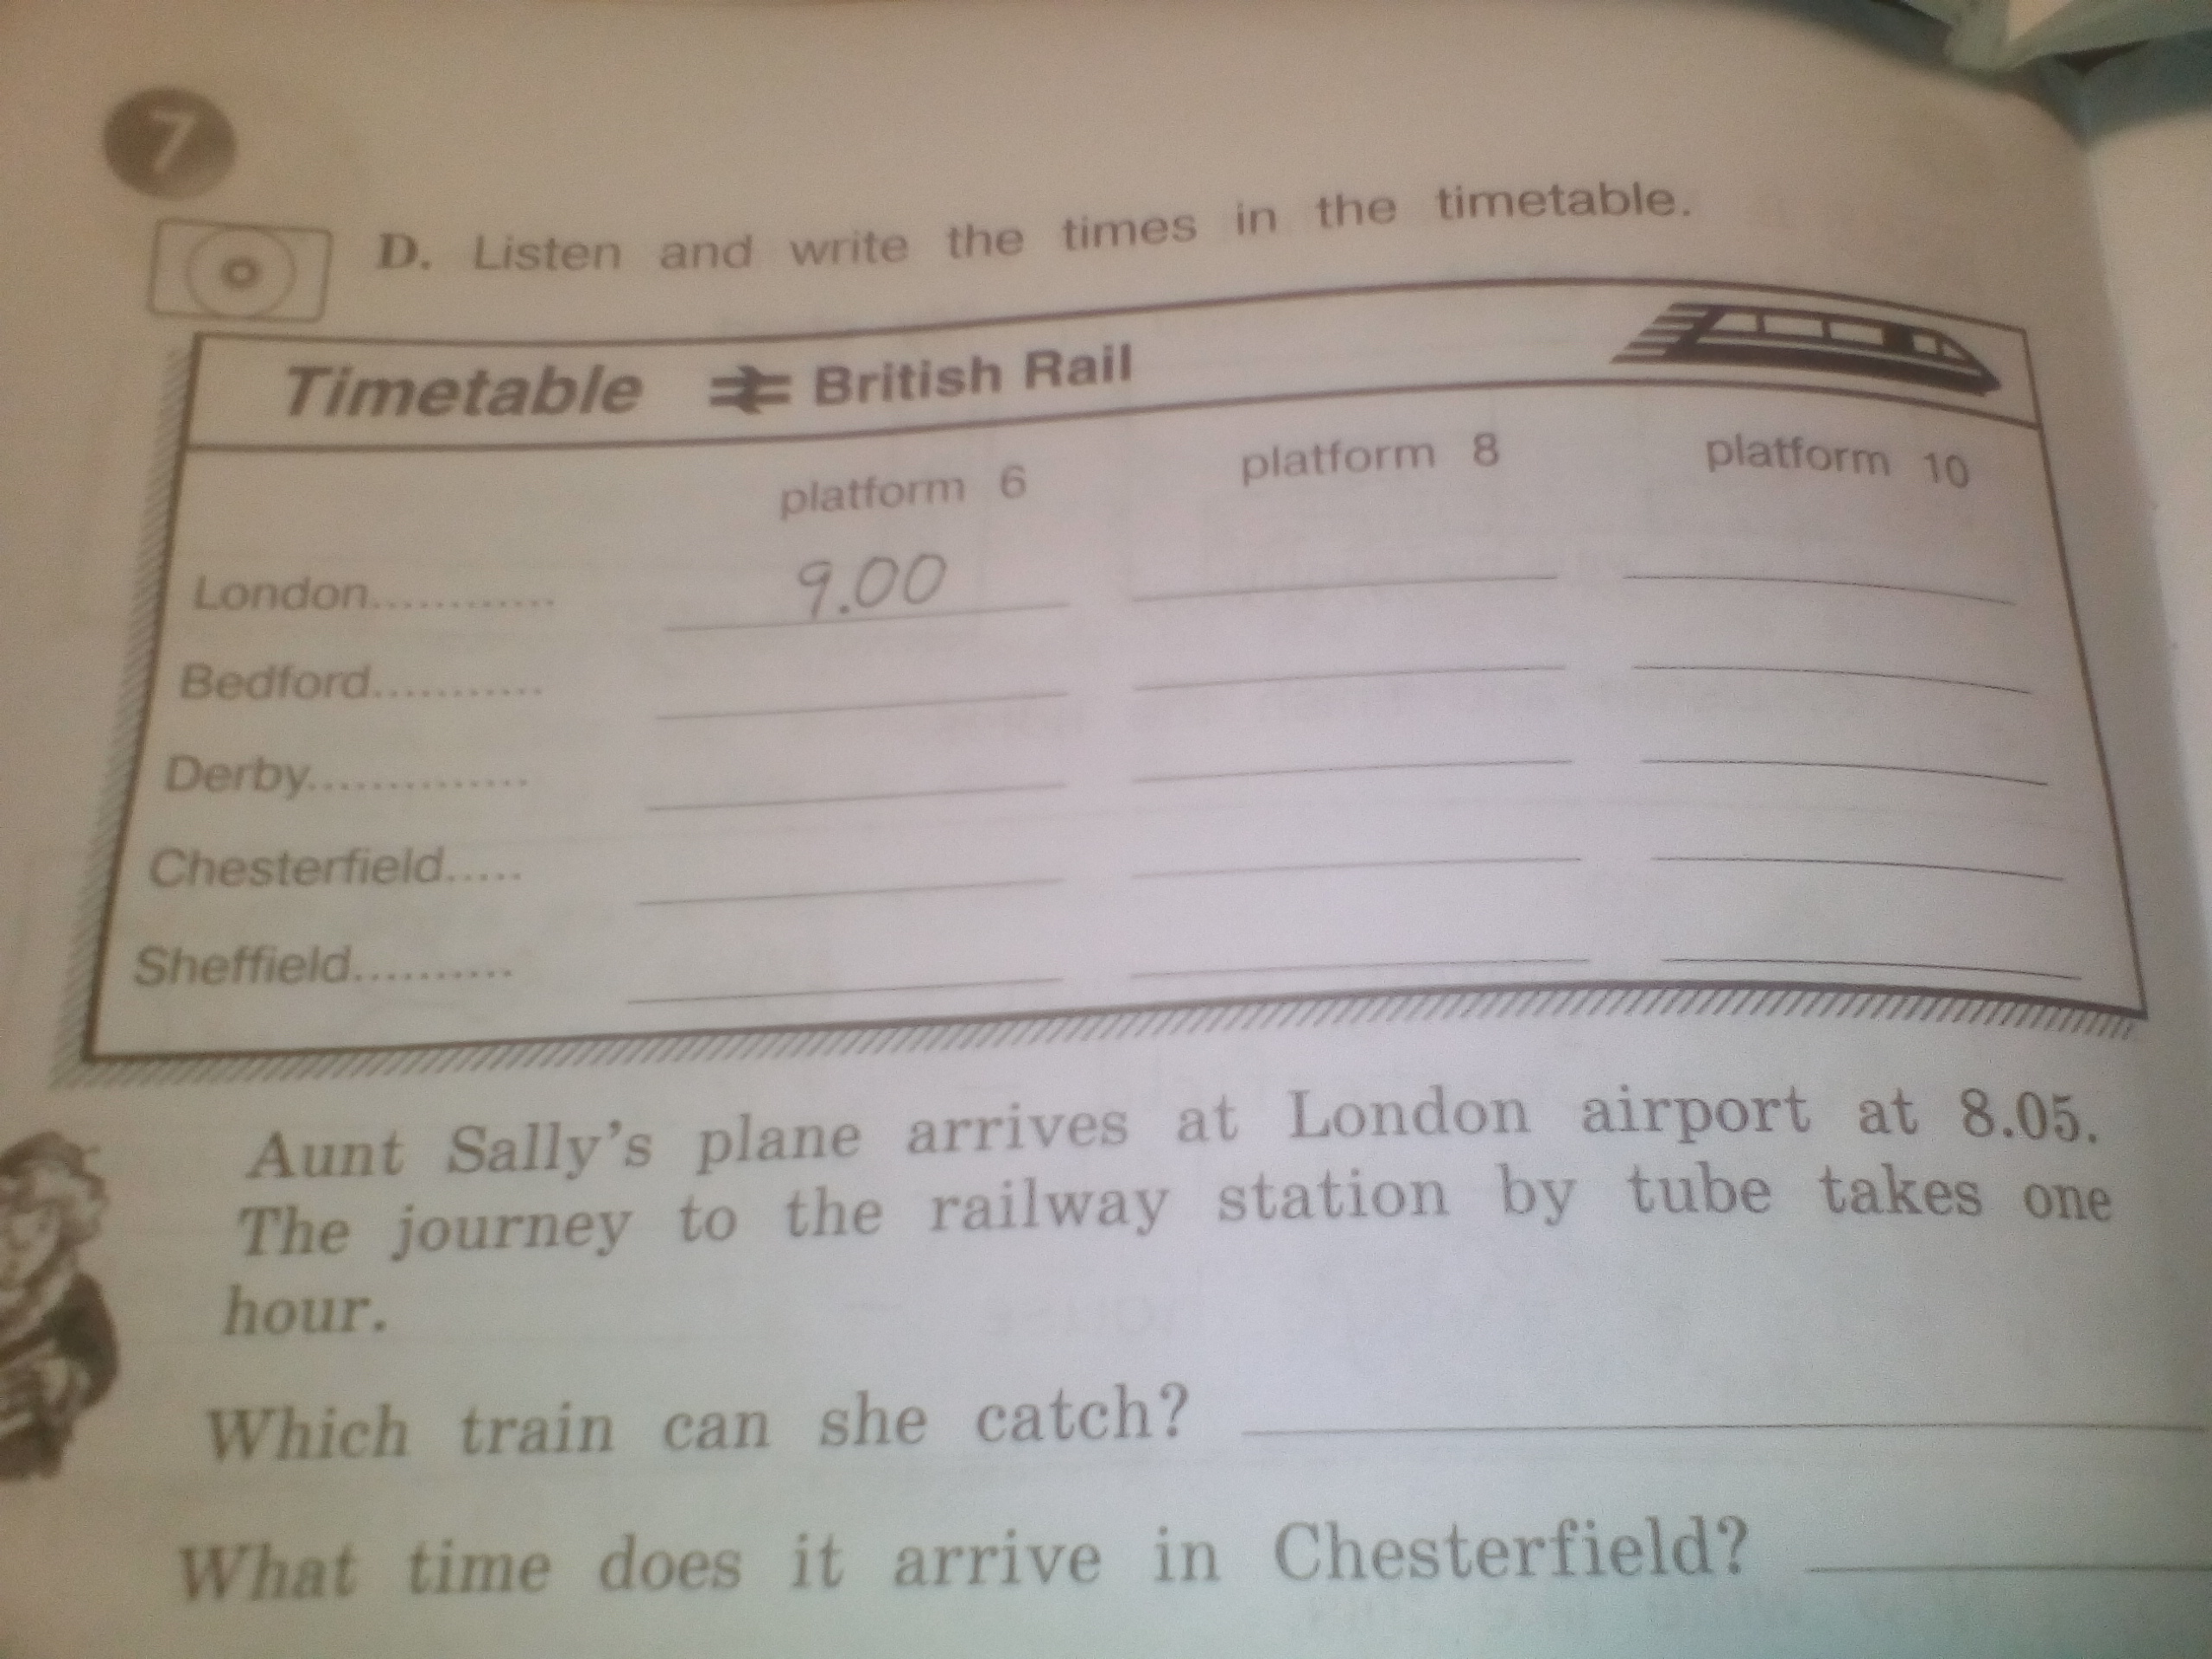 7
D. Listen and write the times in the timetable.
Timetable British Rail
platform 6 platform 8 platform 10
London............ 9.00
Bedford...........
Derby..............
Chesterfield.....
Sheffield..........
Aunt Sally's plane arrives at London airport at 8.05.
The journey to the railway station by tube takes one
hour.
Which train can she catch?
What time does it arrive in Chesterfield?